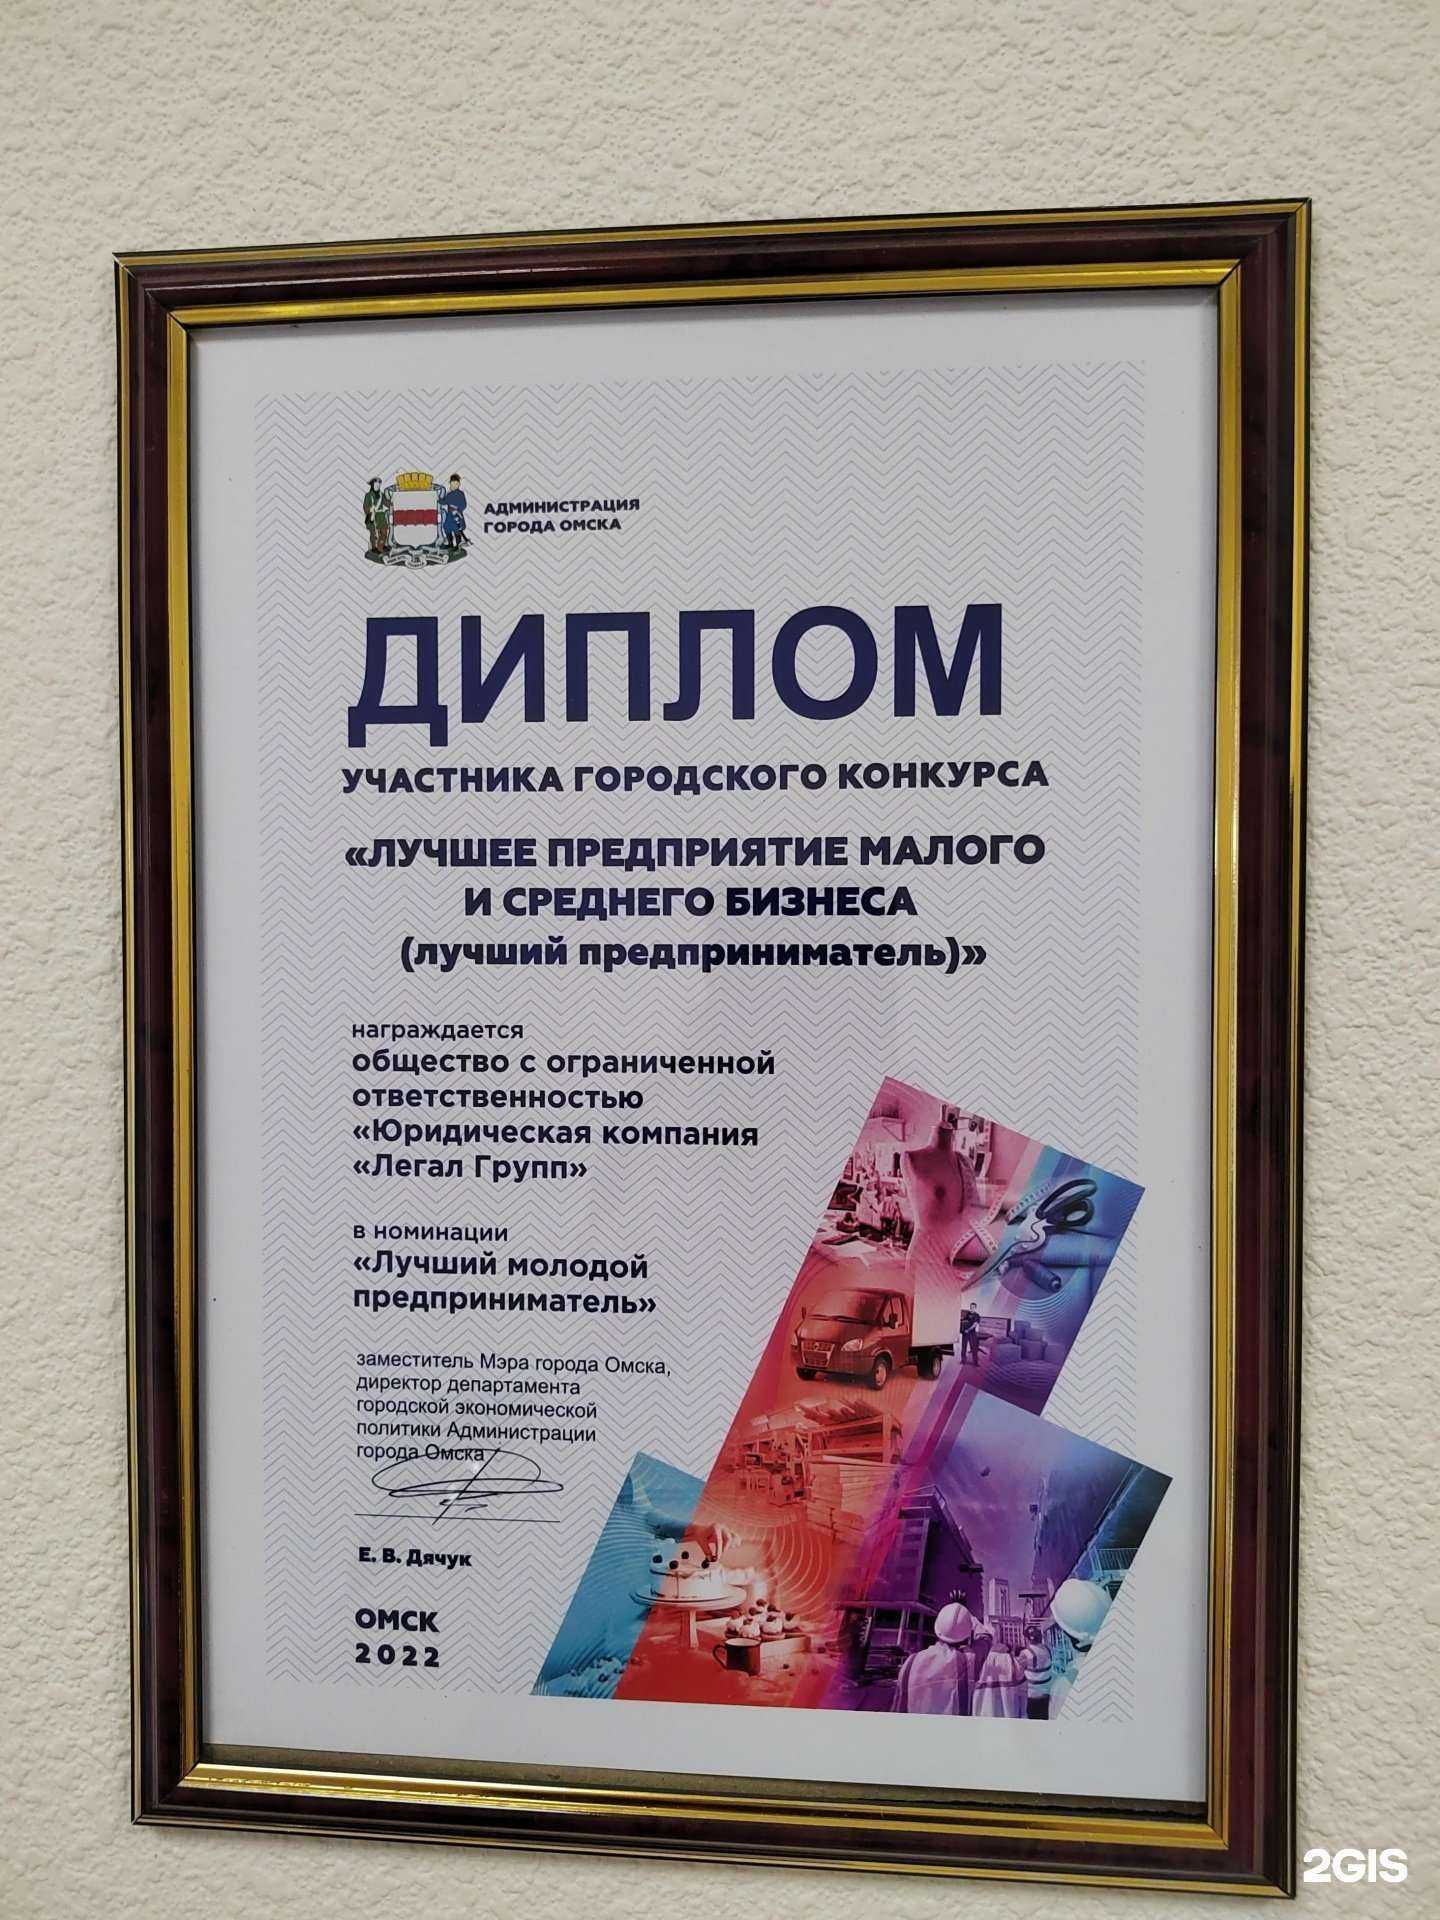 АДМИНИСТРАЦИЯ
ГОРОДА ОМСКА
ДИПЛОМ
УЧАСТНИКА ГОРОДСКОГО КОНКУРСА
«ЛУЧШЕЕ ПРЕДПРИЯТИЕ МАЛОГО
И СРЕДНЕГО БИЗНЕСА
(лучший предприниматель)»
награждается
общество с ограниченной
ответственностью
«Юридическая компания
«Легал Групп»
в номинации
«Лучший молодой
предприниматель»
заместитель Мэра города Омска,
директор департамента
городской экономической
политики Администрации
города Омска
Е. В. Дячук
ОМСК
2022
2GIS